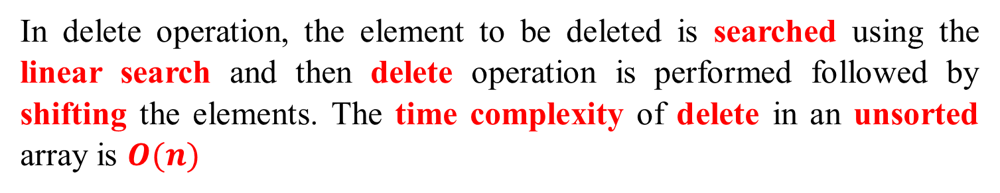 In delete operation, the element to be deleted is searched using the
linear search and then delete operation is performed followed by
shifting the elements. The time complexity of delete in an unsorted
array is O(n)